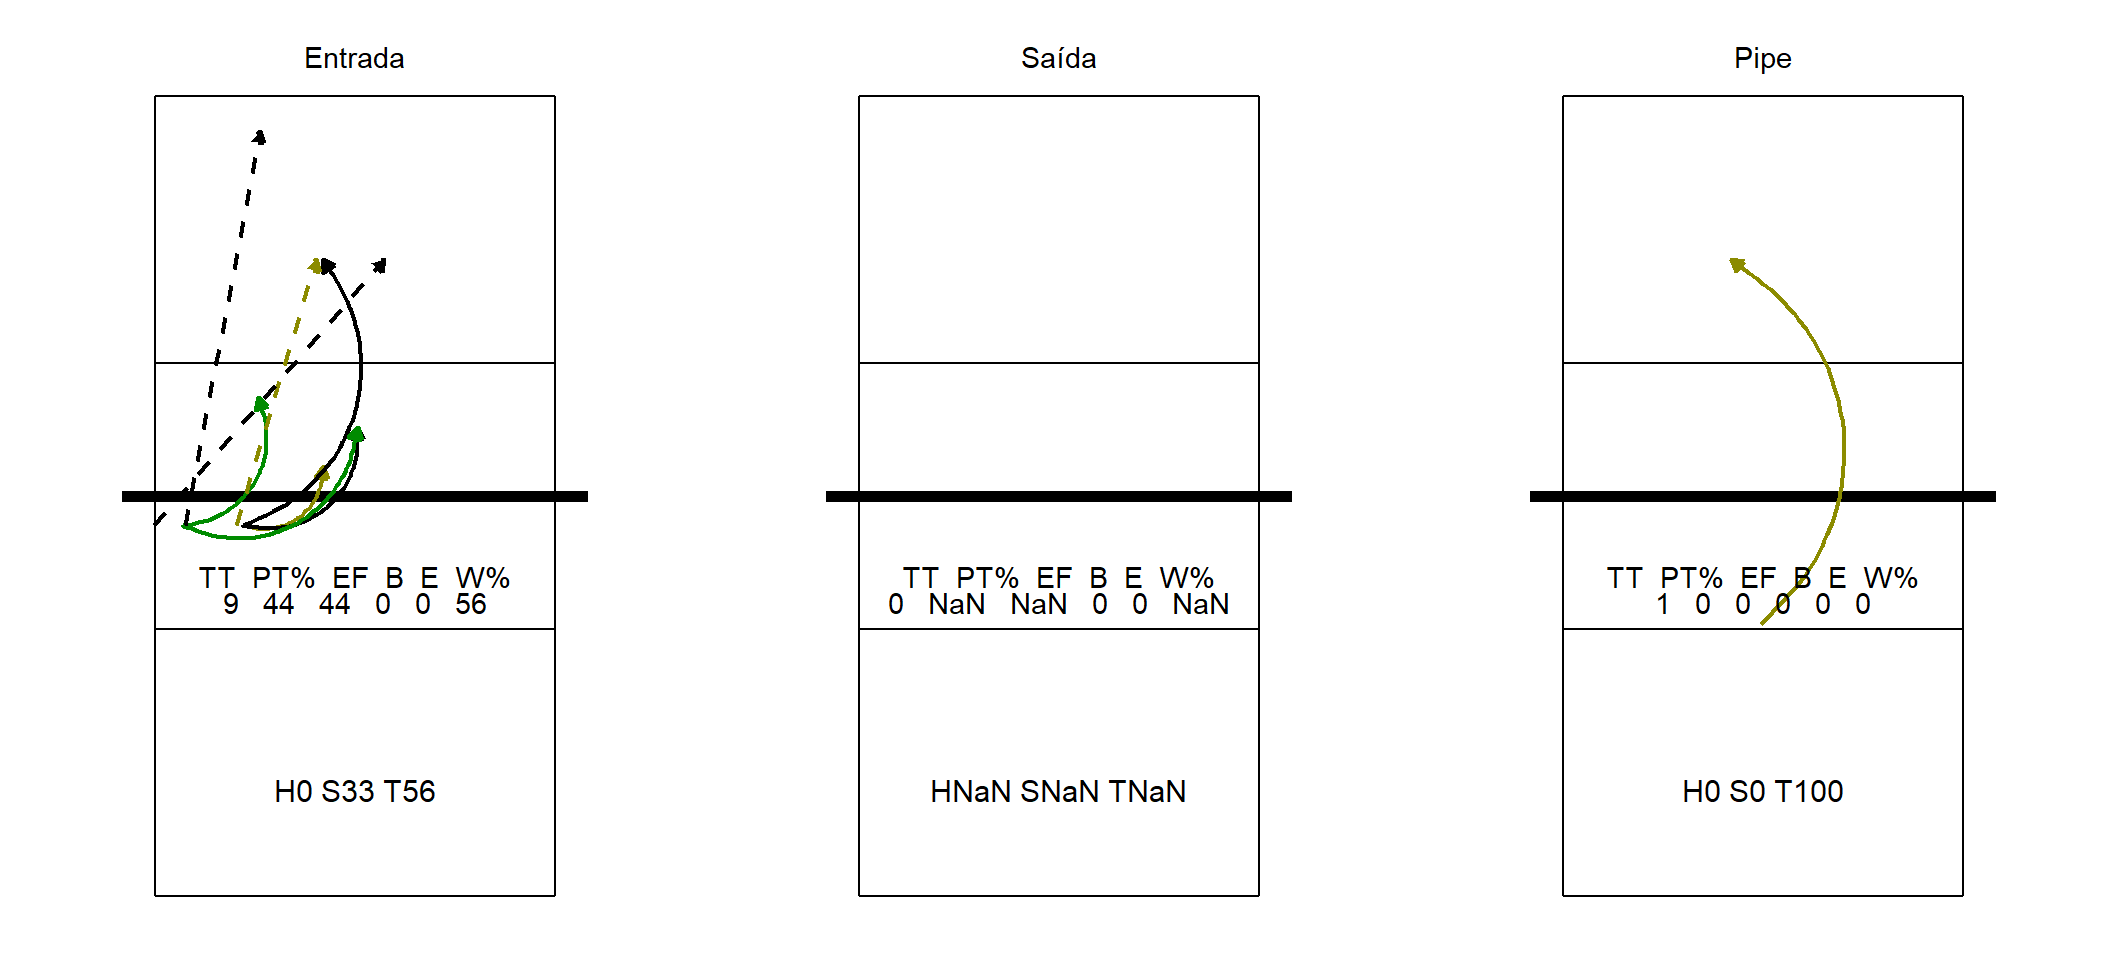 Entrada
TT PT% EF B E W%
9 44 44 0 0 56
H0 S33 T56
Saída
TT PT% EF B E W%
0 NaN NaN 0 0 NaN
HNaN SNaN TNaN
Pipe
TT PT% EF B E W%
1 0 0 0 0 0
H0 S0 T100